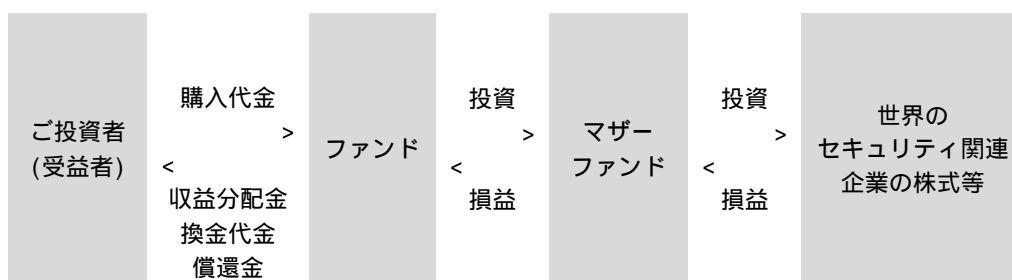 ご投資者
(受益者)
購入代金
>
<
収益分配金
換金代金
償還金
ファンド
投資
>
<
損益
マザー
ファンド
投資
>
<
損益
世界の
セキュリティ関連
企業の株式等